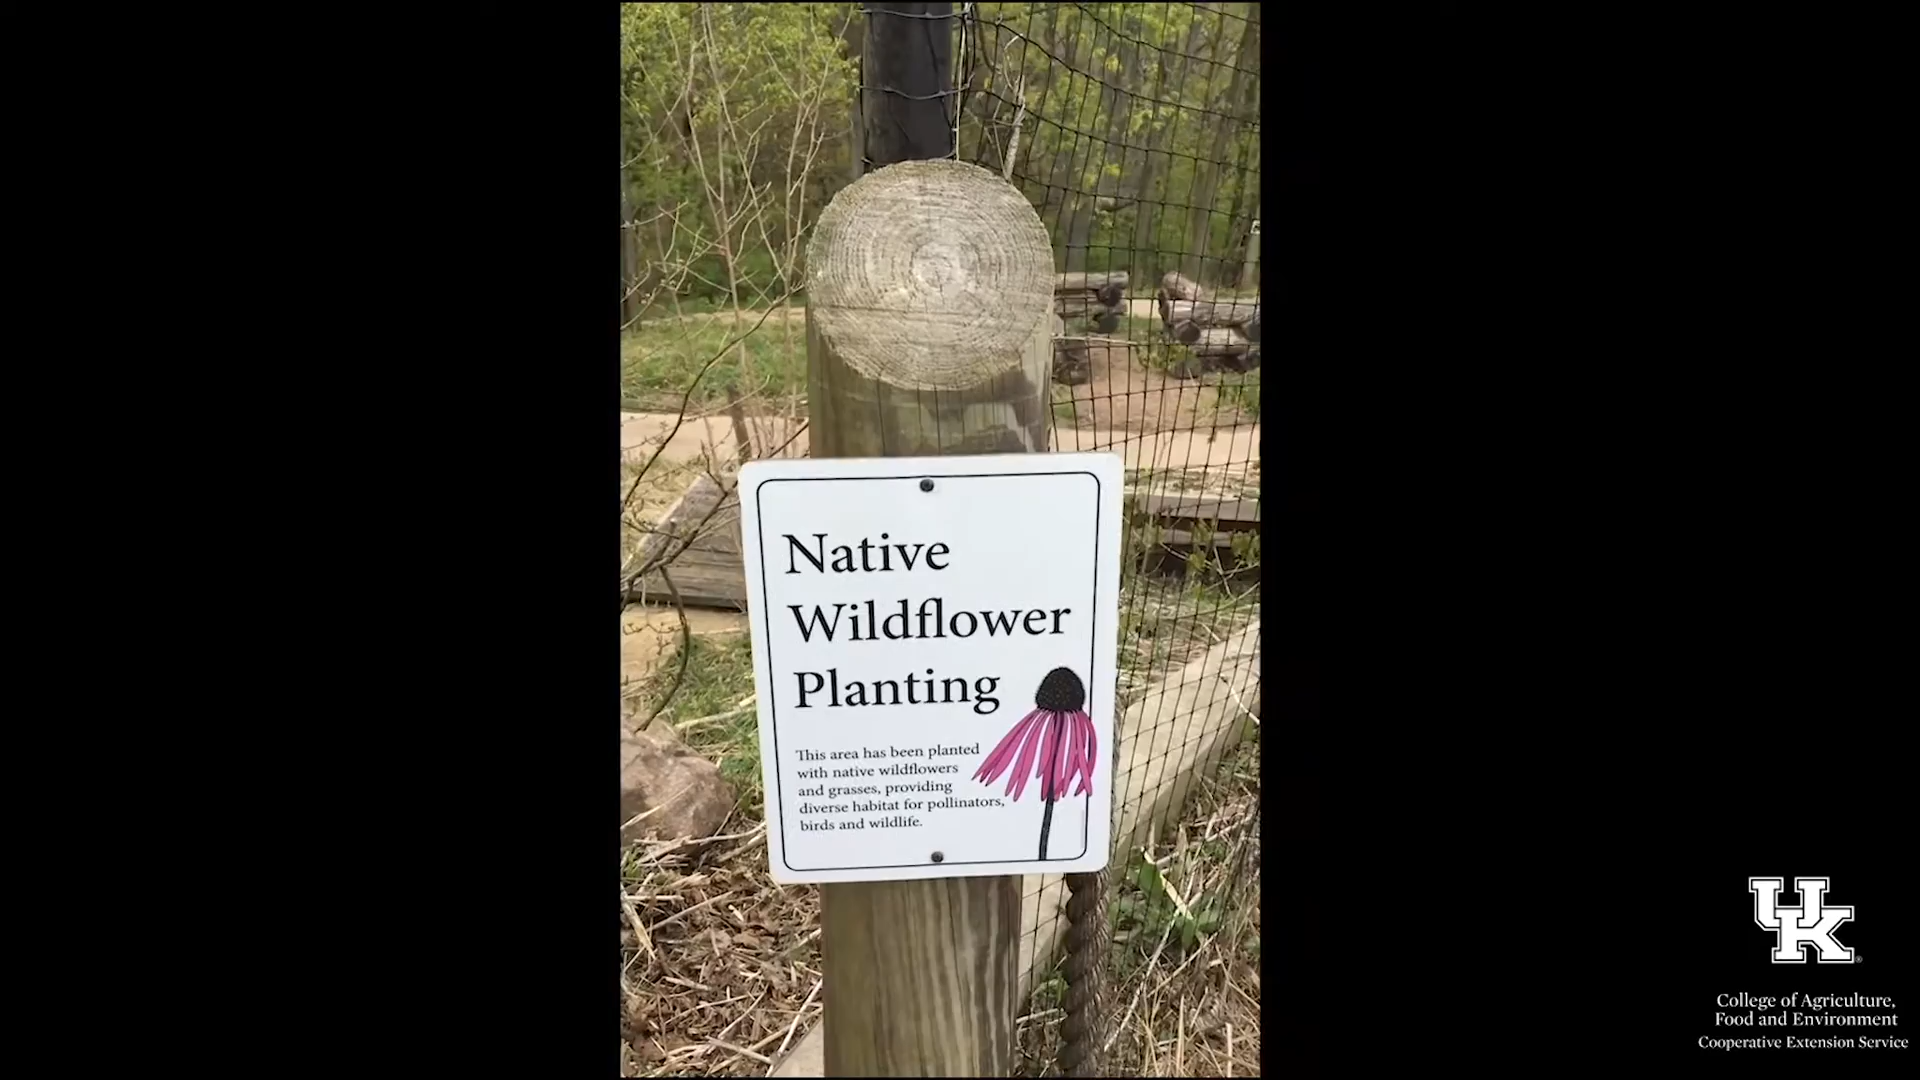 Native
Wildflower
Planting
This area has been planted
with native wildflowers
and grasses, providing
diverse habitat for pollinators,
birds and wildlife.
UK
College of Agriculture,
Food and Environment
Cooperative Extension Service